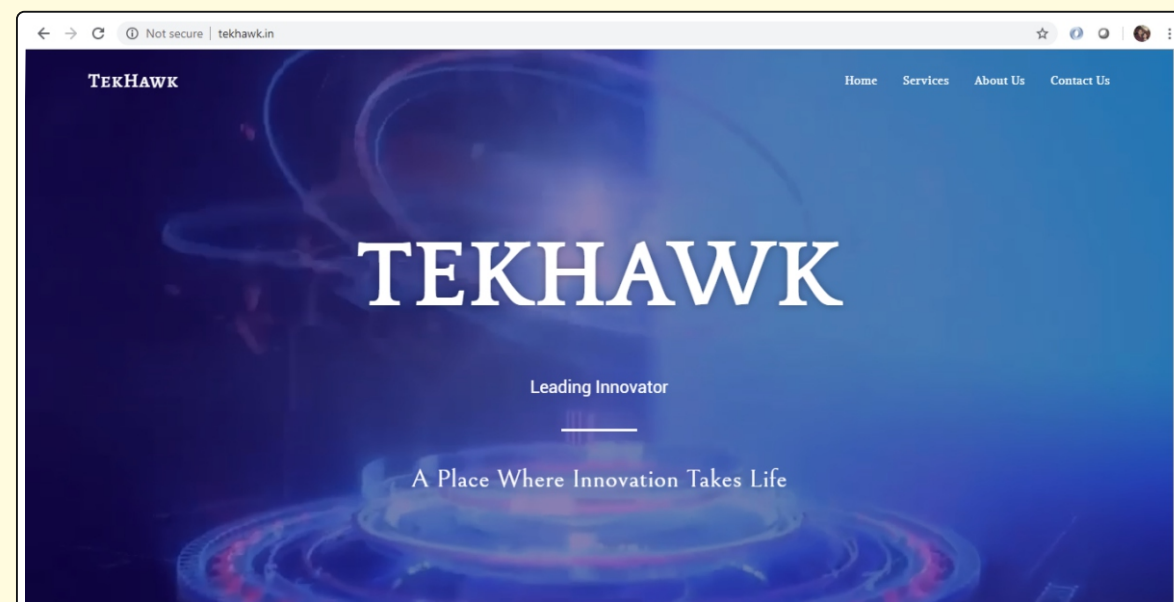 Not secure | tekhawk.in
TEKHAWK Home Services About Us Contact Us
TEKHAWK
Leading Innovator
A Place Where Innovation Takes Life